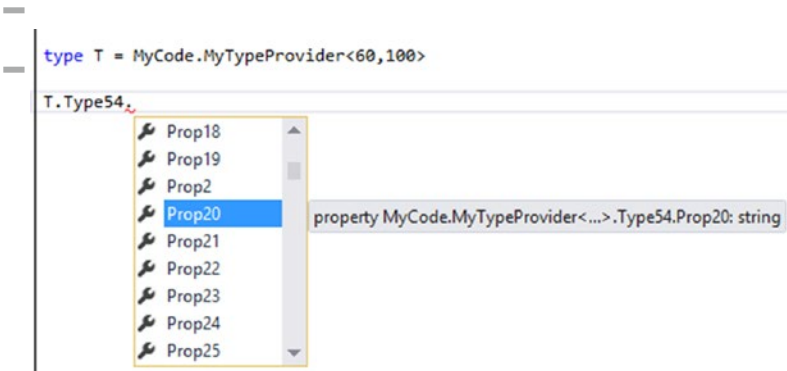 type T = MyCode.MyTypeProvider<60,100>
T.Type54.
Prop18
Prop19
Prop2
Prop20
property MyCode.MyTypeProvider<...>.Type54.Prop20: string
Prop21
Prop22
Prop23
Prop24
Prop25